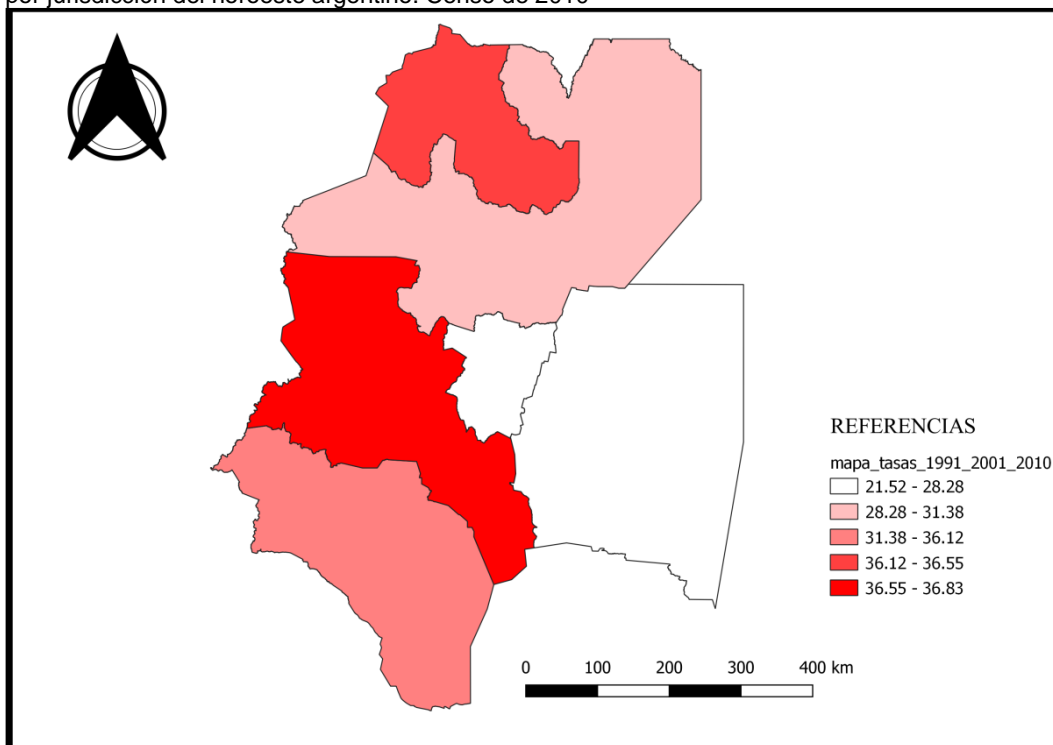 por jurisdicción del noroeste argentino. Censo de 2010
REFERENCIAS
mapa_tasas_1991_2001_2010
21.52 - 28.28
28.28 - 31.38
31.38 - 36.12
36.12 - 36.55
36.55 - 36.83
0 100 200 300 400 km